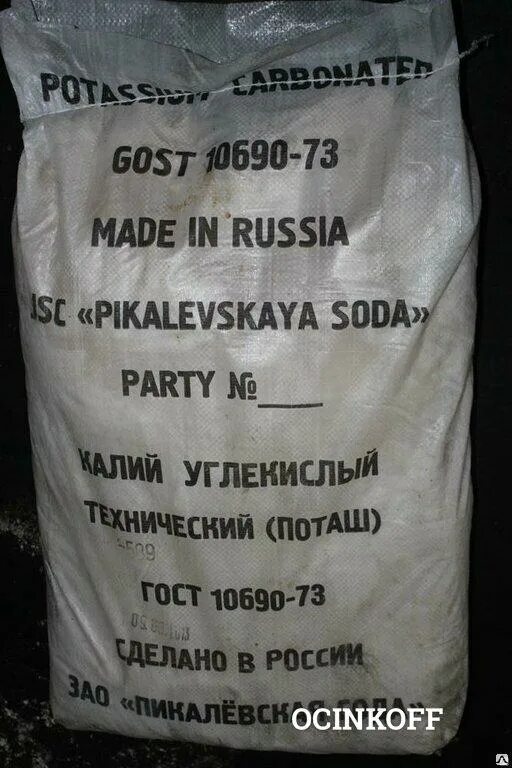 POTASSIUM CARBONATED
GOST 10690-73
MADE IN RUSSIA
JSC «PIKALEVSKAYA SODA»
PARTY №____
КАЛИЙ УГЛЕКИСЛЫЙ
ТЕХНИЧЕСКИЙ (ПОТАШ)
ГОСТ 10690-73
СДЕЛАНО В РОССИИ
ЗАО «ПИКАЛЁВСКАЯ СОДА»
OCINKOFF